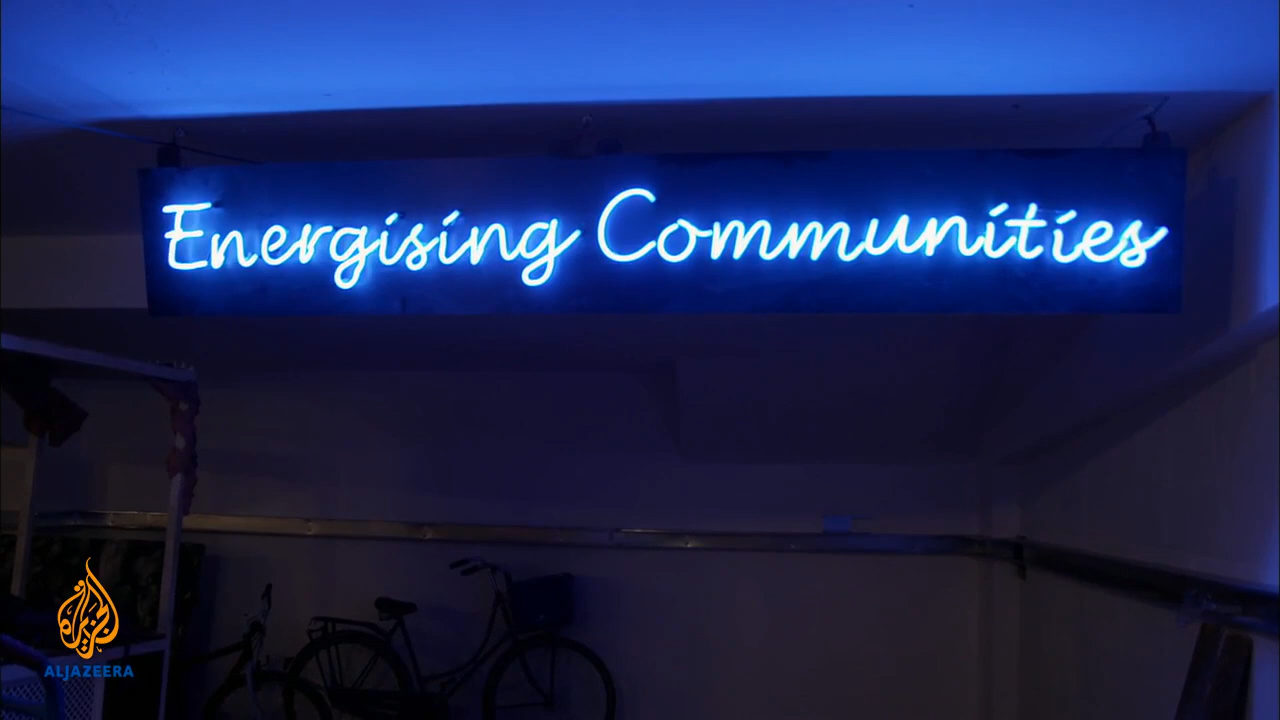 Energising Communities
الجزيرة
ALJAZEERA